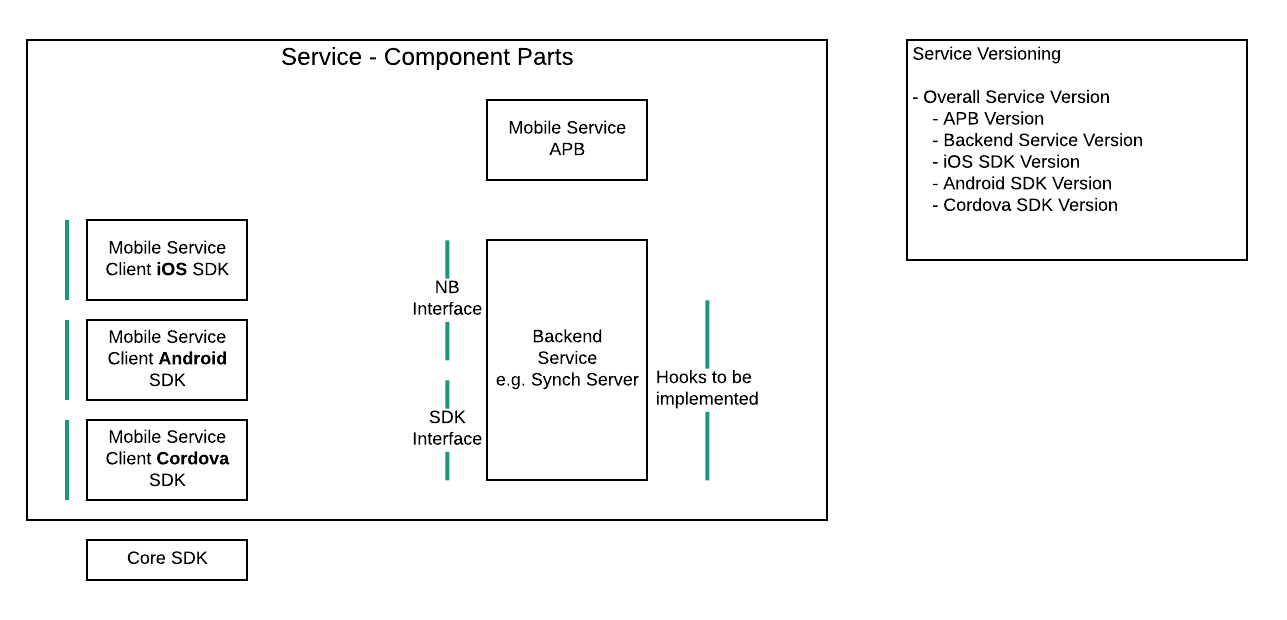 Service - Component Parts
Mobile Service
APB
Mobile Service
Client iOS SDK
Mobile Service
Client Android
SDK
Mobile Service
Client Cordova
SDK
NB
Interface
SDK
Interface
Backend
Service
e.g. Synch Server
Hooks to be
implemented
Core SDK
Service Versioning
- Overall Service Version
- APB Version
- Backend Service Version
- iOS SDK Version
- Android SDK Version
- Cordova SDK Version